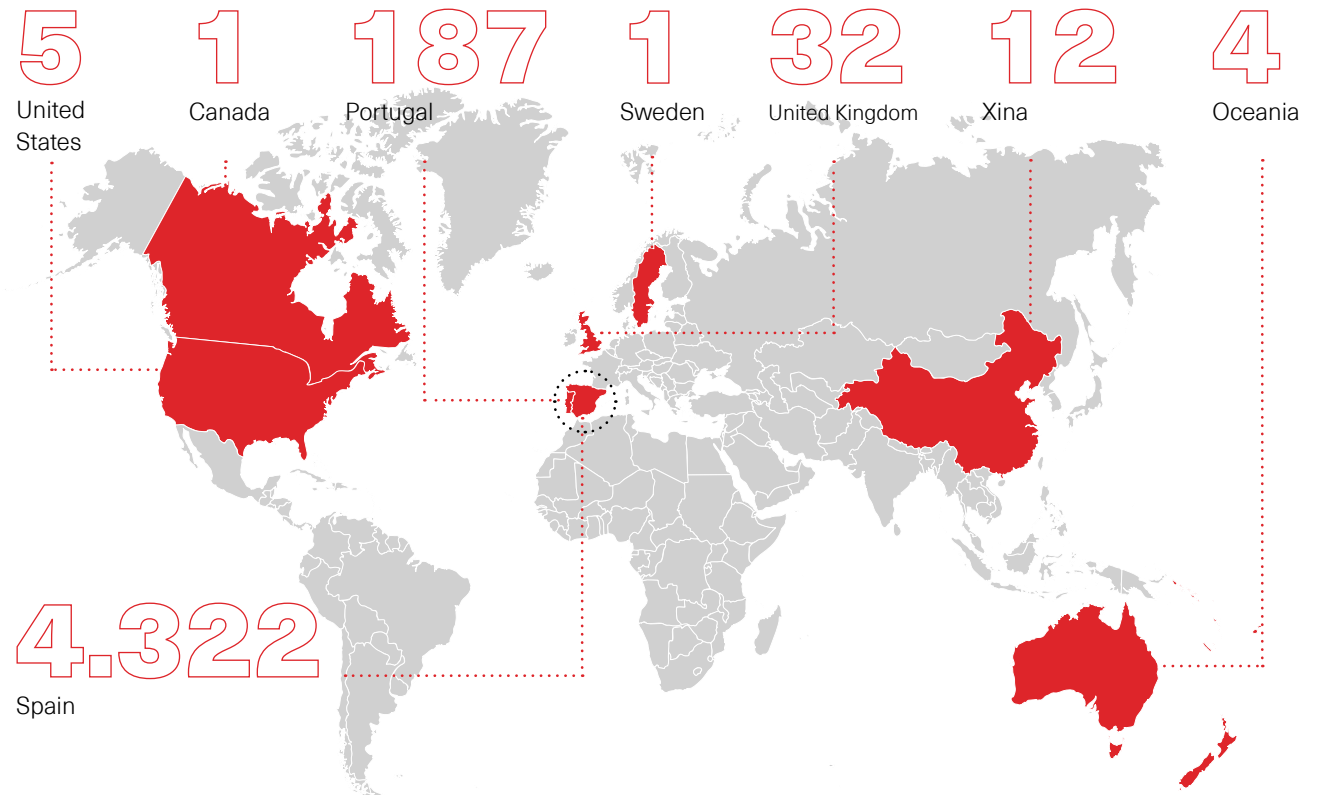 5
United
States
1
Canada
187
Portugal
1
Sweden
32
United Kingdom
12
Xina
4
Oceania
4.322
Spain